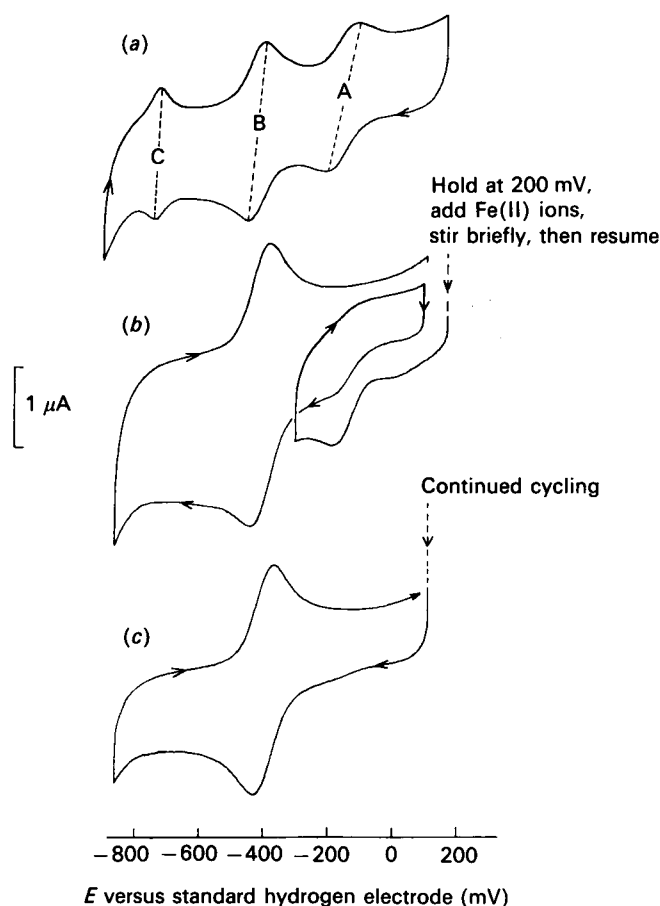 (a)
A
B
C
Hold at 200 mV,
add Fe(II) ions,
stir briefly, then resume
(b)
1 μA
Continued cycling
(c)
−800 −600 −400 −200 0 200
E versus standard hydrogen electrode (mV)